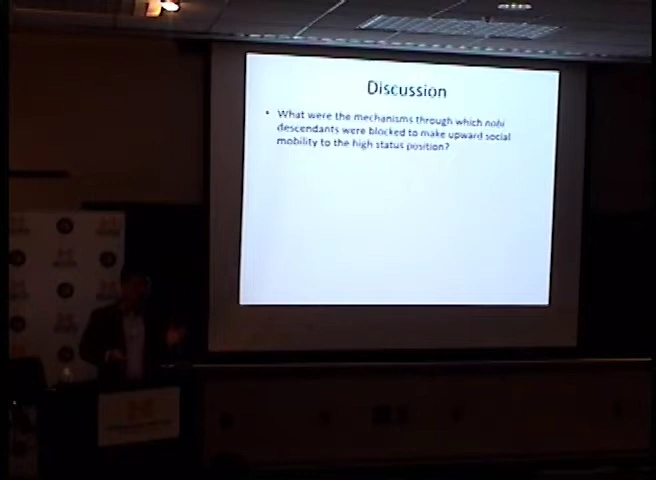 Discussion
• What were the mechanisms through which nobi
descendants were blocked to make upward social
mobility to the high status position?